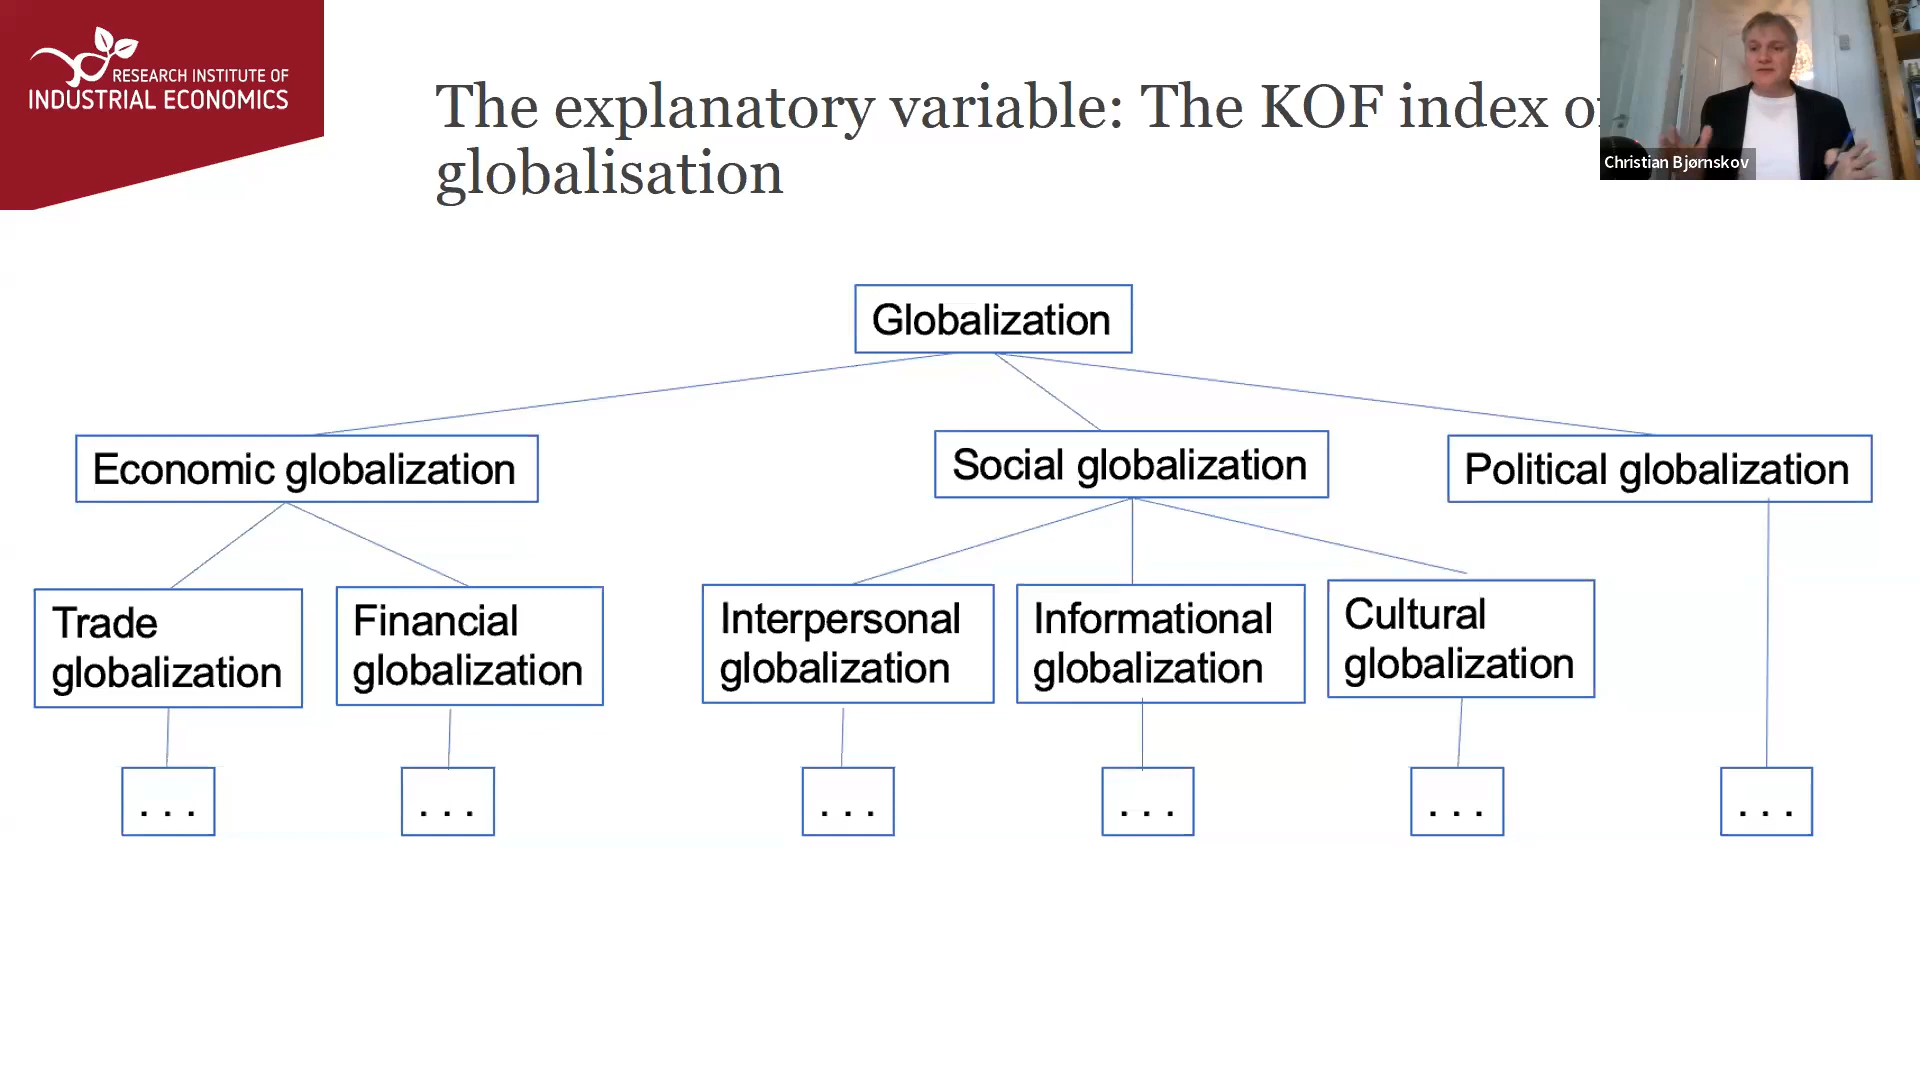 RESEARCH INSTITUTE OF
INDUSTRIAL ECONOMICS
The explanatory variable: The KOF index
globalisation
Christian Bjørnskov
Globalization
Economic globalization
Social globalization
Political globalization
Trade
globalization
Financial
globalization
Interpersonal
globalization
Informational
globalization
Cultural
globalization
. . .
. . .
. . .
. . .
. . .
. . .